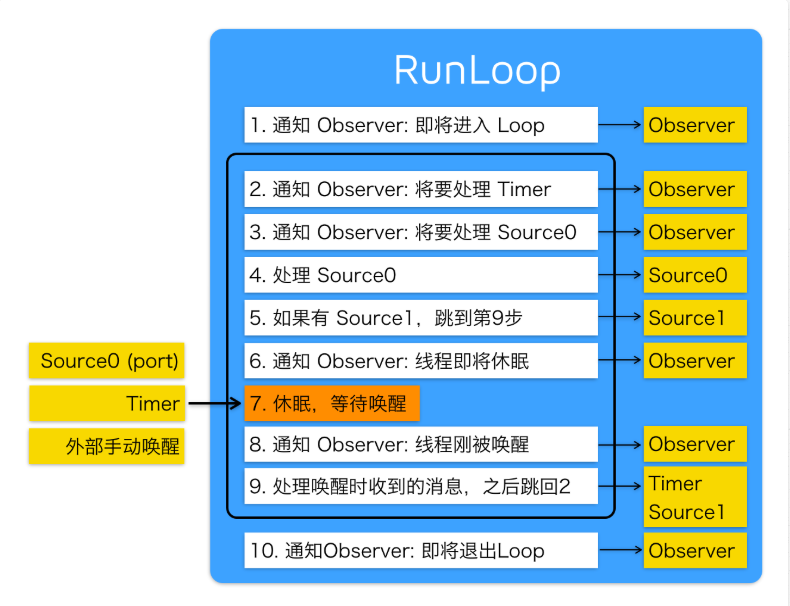 RunLoop
1. 通知 Observer: 即将进入 Loop
Observer
2. 通知 Observer: 将要处理 Timer
Observer
3. 通知 Observer: 将要处理 Source0
Observer
4. 处理 Source0
Source0
5. 如果有 Source1，跳到第9步
Source1
Source0 (port)
6. 通知 Observer: 线程即将休眠
Observer
Timer
7. 休眠，等待唤醒
外部手动唤醒
8. 通知 Observer: 线程刚被唤醒
Observer
9. 处理唤醒时收到的消息，之后跳回2
Timer
Source1
10. 通知Observer: 即将退出Loop
Observer